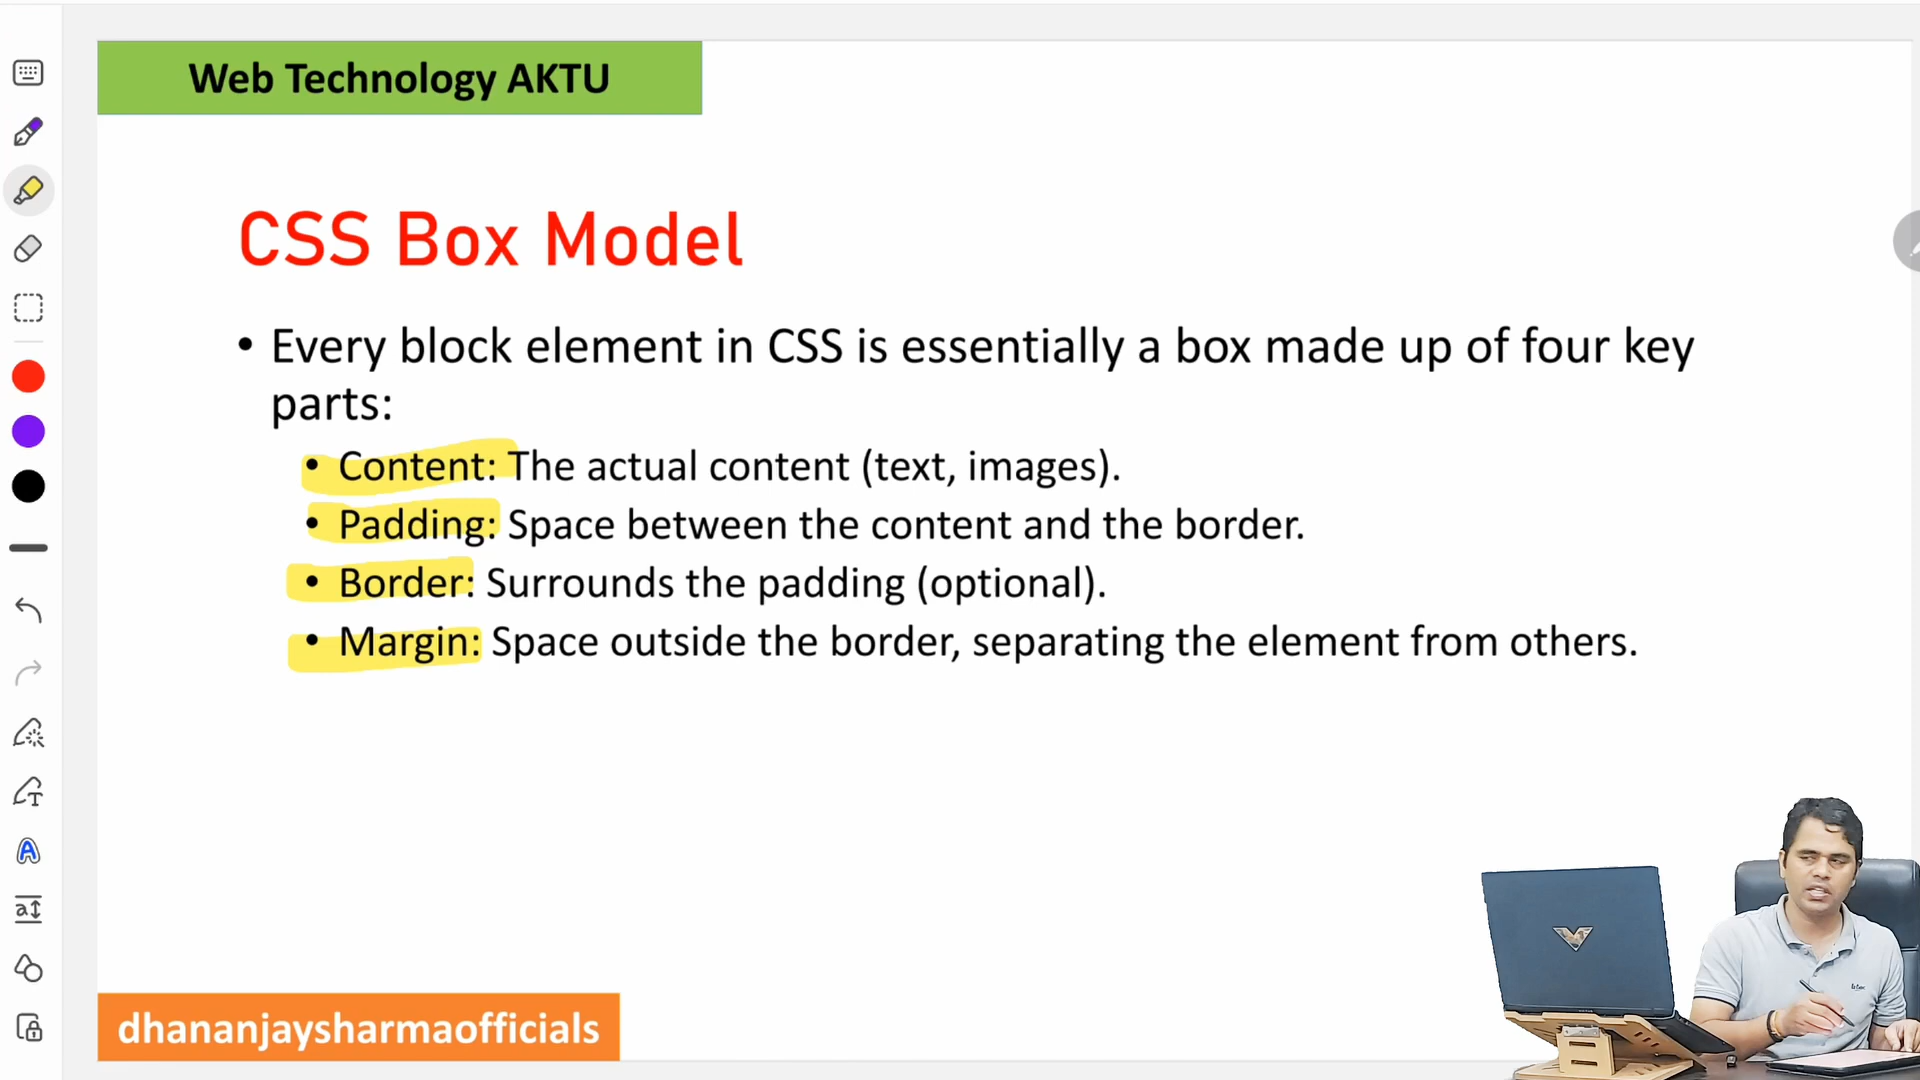 Web Technology AKTU
CSS Box Model
• Every block element in CSS is essentially a box made up of four key
parts:
• Content: The actual content (text, images).
• Padding: Space between the content and the border.
• Border: Surrounds the padding (optional).
• Margin: Space outside the border, separating the element from others.
dhananjaysharmaofficials